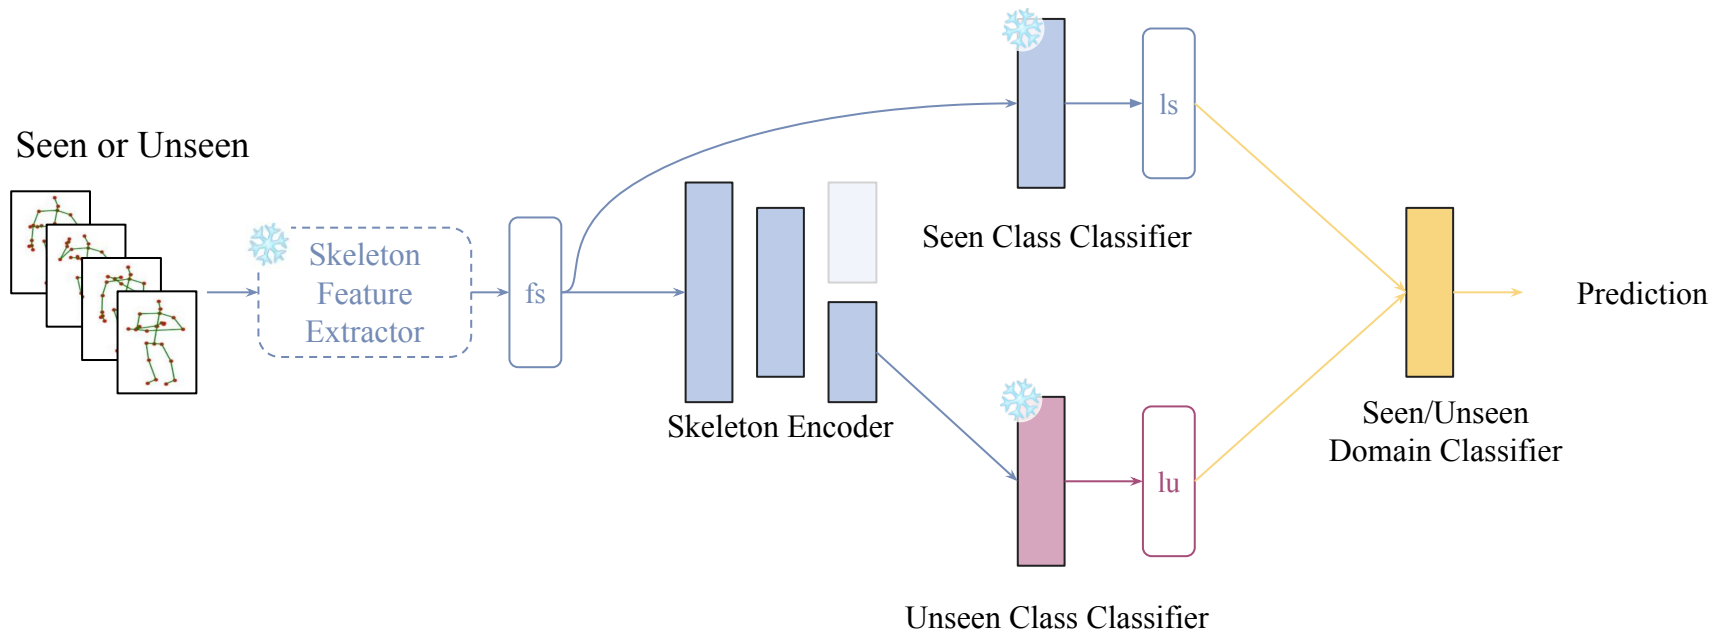 Seen or Unseen
Skeleton
Feature
Extractor
fs
Skeleton Encoder
Seen Class Classifier
ls
Unseen Class Classifier
lu
Seen/Unseen
Domain Classifier
Prediction